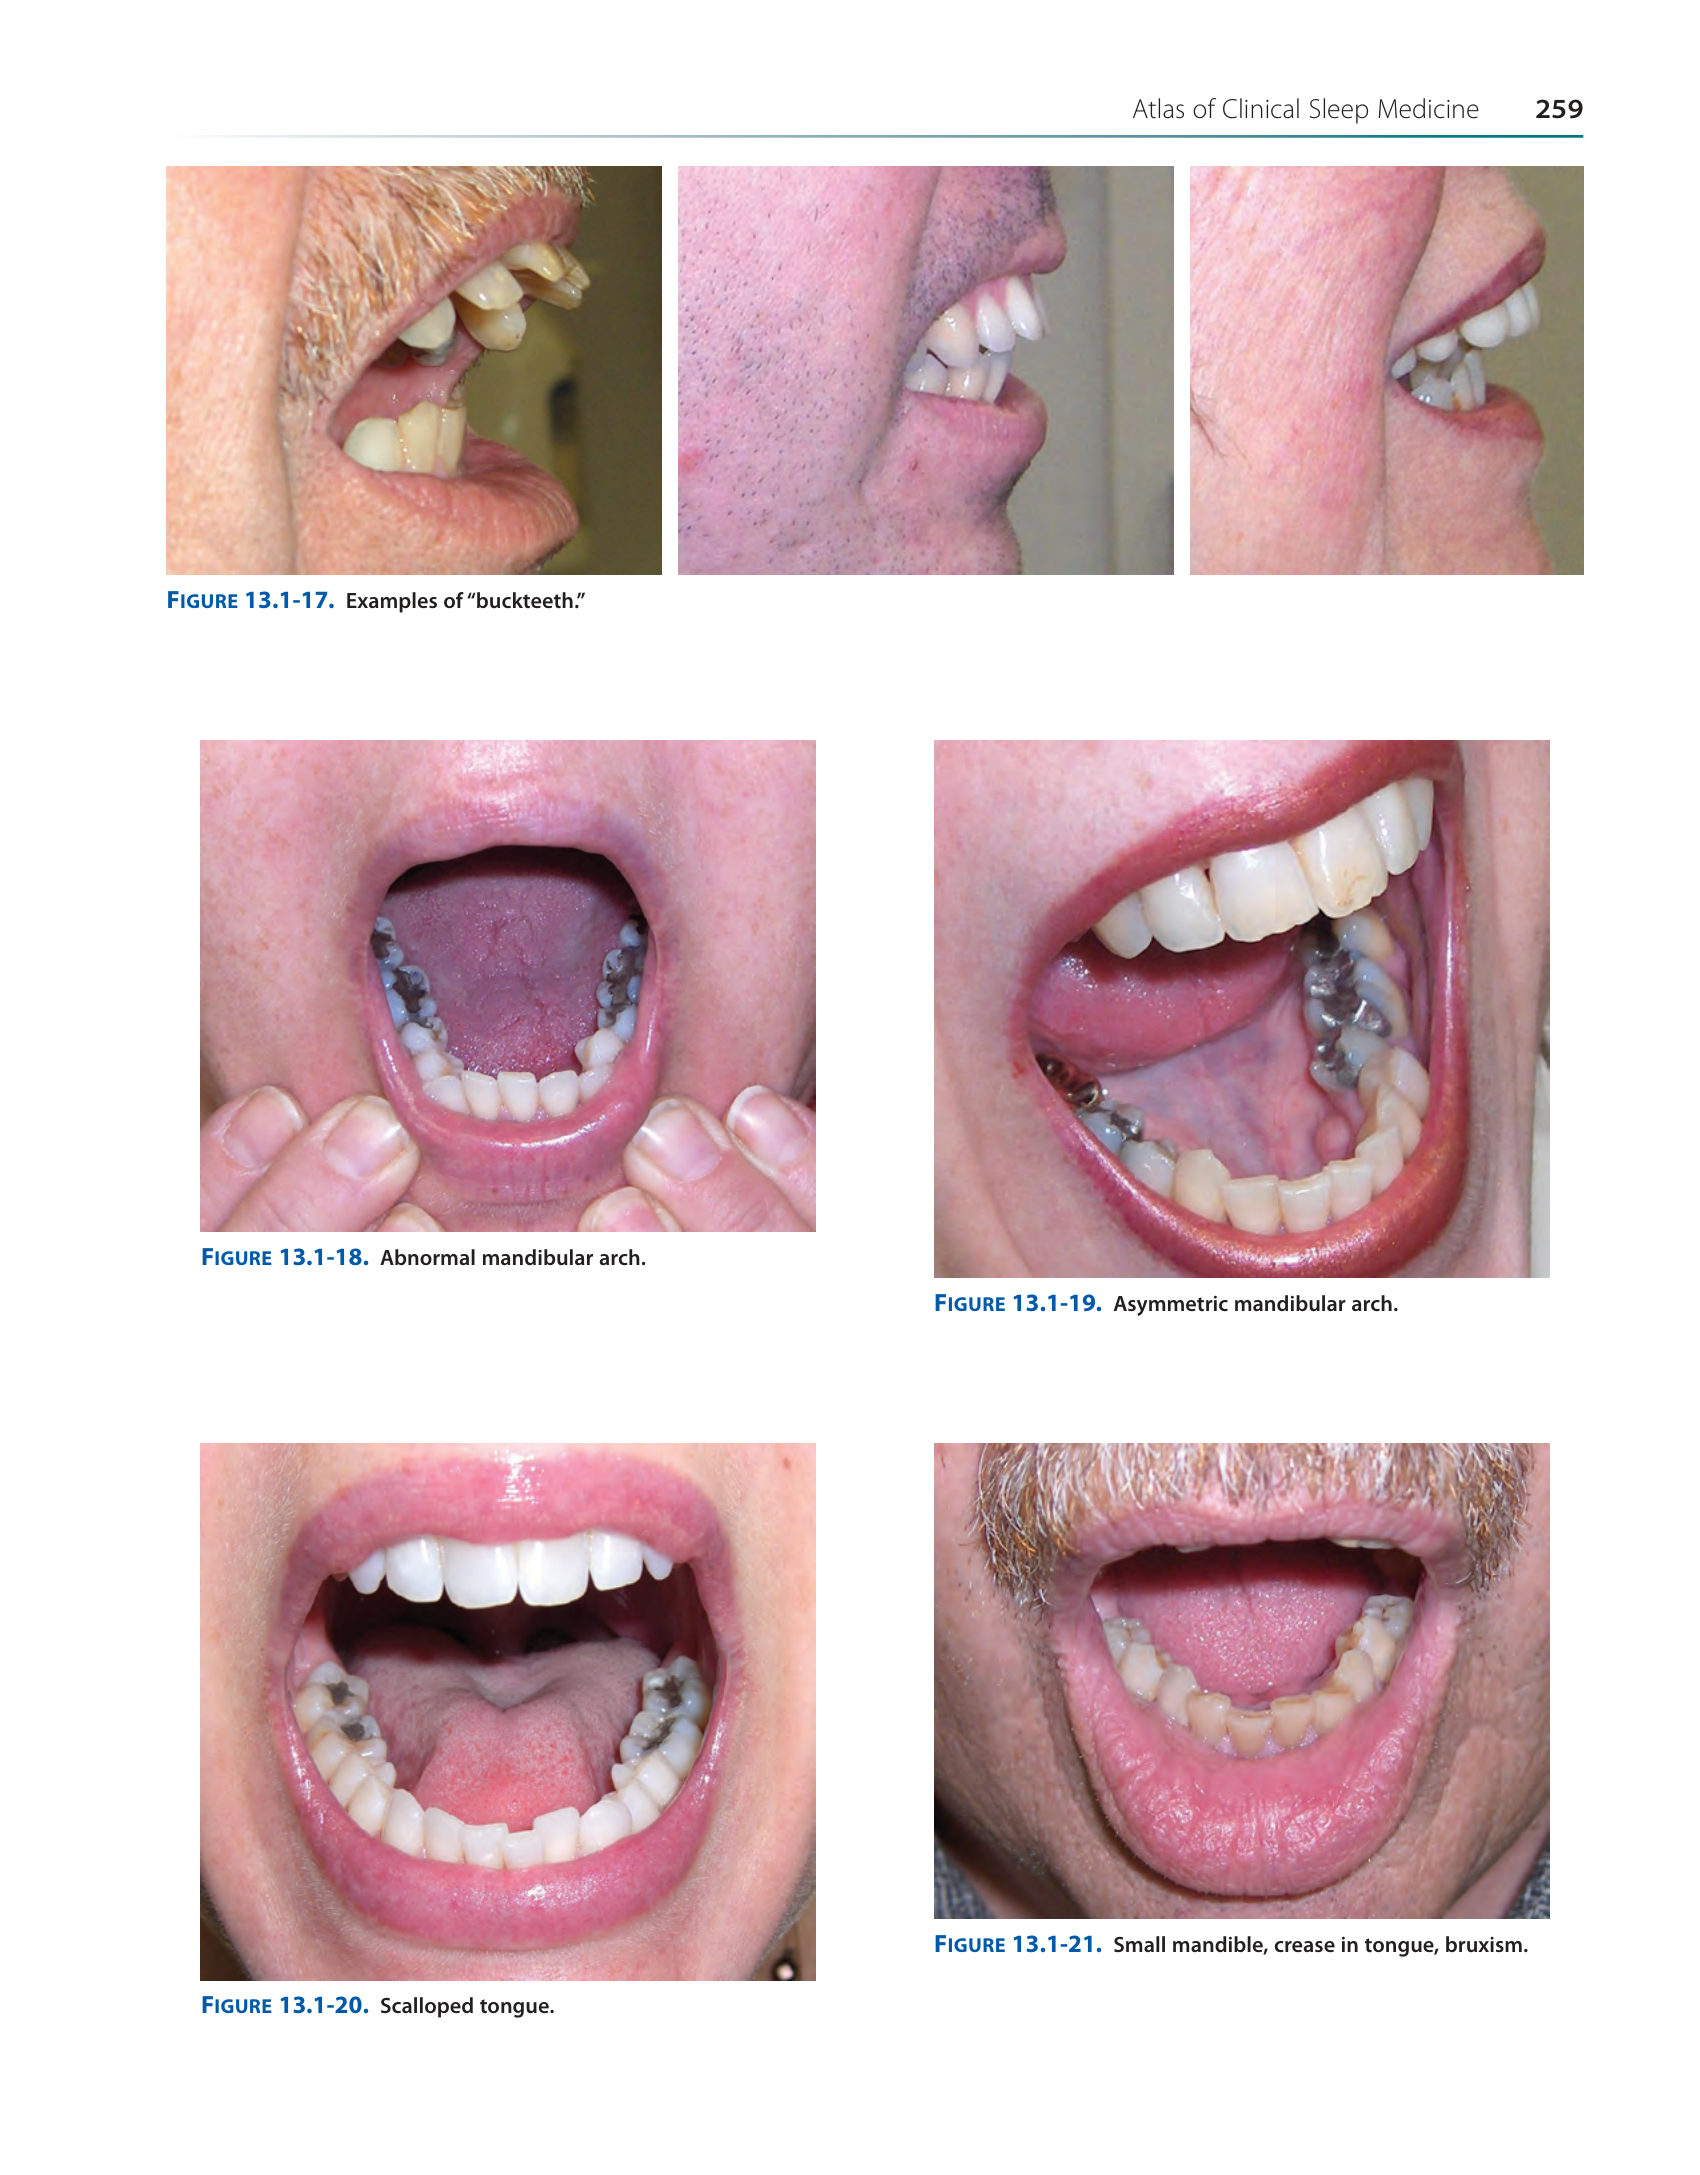 Atlas of Clinical Sleep Medicine 259
FIGURE 13.1-17. Examples of “buckteeth.”
FIGURE 13.1-18. Abnormal mandibular arch.
FIGURE 13.1-19. Asymmetric mandibular arch.
FIGURE 13.1-20. Scalloped tongue.
FIGURE 13.1-21. Small mandible, crease in tongue, bruxism.